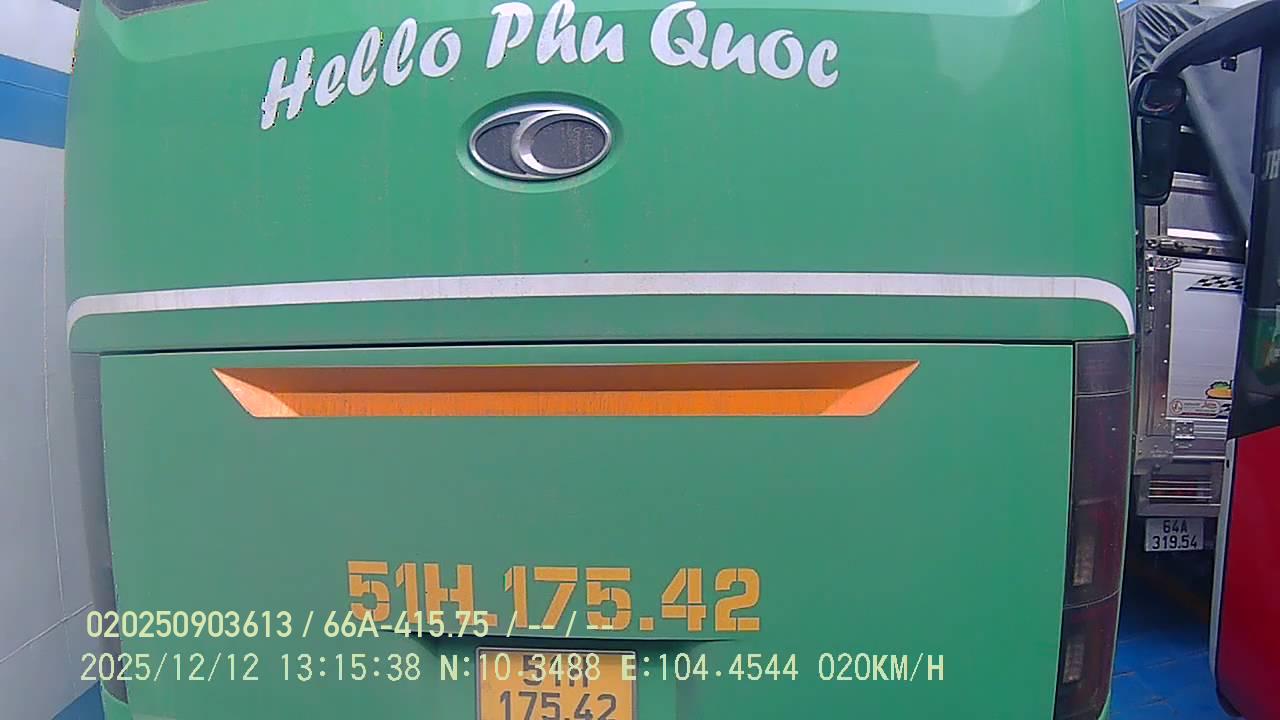 Hello Phu Quoc
51H.175.42
64A
319.54
020250903613 / 66A-415.75 / -- / --
2025/12/12 13:15:38 N:10.3488 E:104.4544 020KM/H
51H
175.42